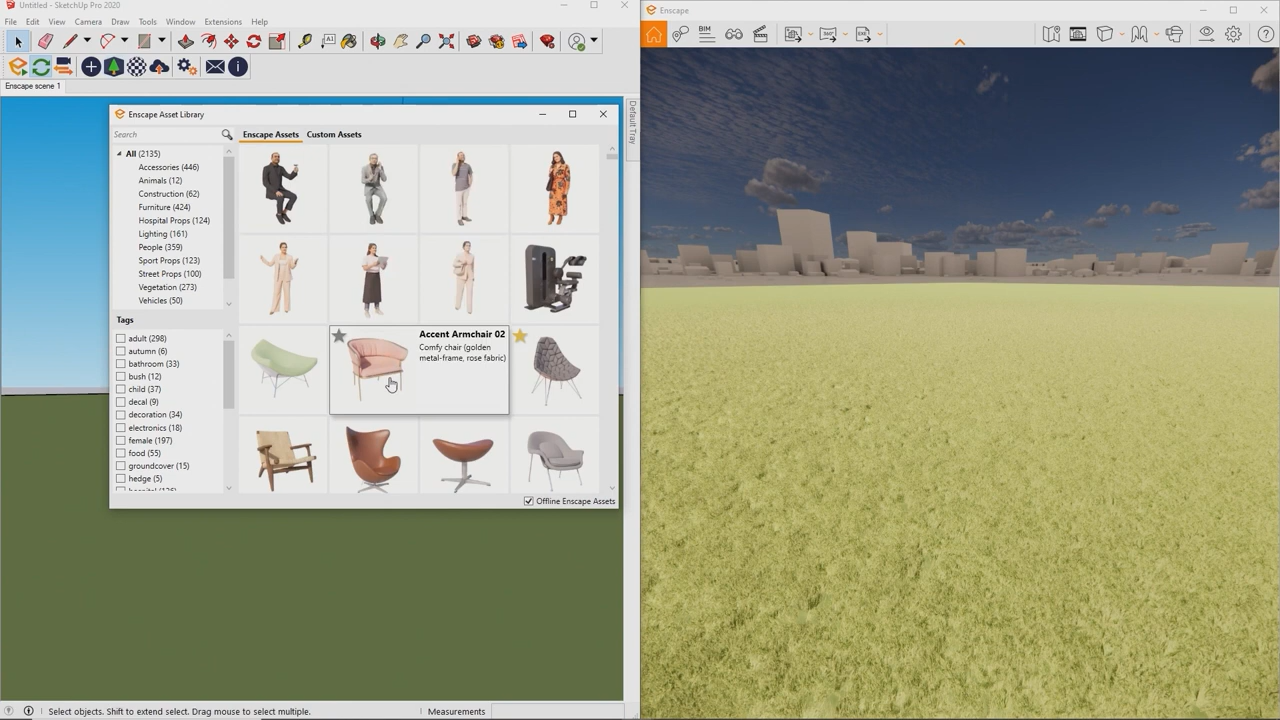 Untitled - SketchUp Pro 2020
File Edit View Camera Draw Tools Window Extensions Help
Enscape scene 1
Enscape Asset Library
Search
Enscape Assets Custom Assets
All (2135)
Accessories (446)
Animals (12)
Construction (62)
Furniture (424)
Hospital Props (124)
Lighting (161)
People (359)
Sport Props (123)
Street Props (100)
Vegetation (273)
Vehicles (50)
Tags
adult (298)
autumn (6)
bathroom (33)
bush (12)
child (37)
decal (9)
decoration (34)
electronics (18)
female (197)
food (55)
groundcover (15)
hedge (5)
Accent Armchair 02
Comfy chair (golden
metal-frame, rose fabric)
Offline Enscape Assets
Default Tray
Select objects. Shift to extend select. Drag mouse to select multiple.
Measurements
Enscape
BIM
360°
EXE